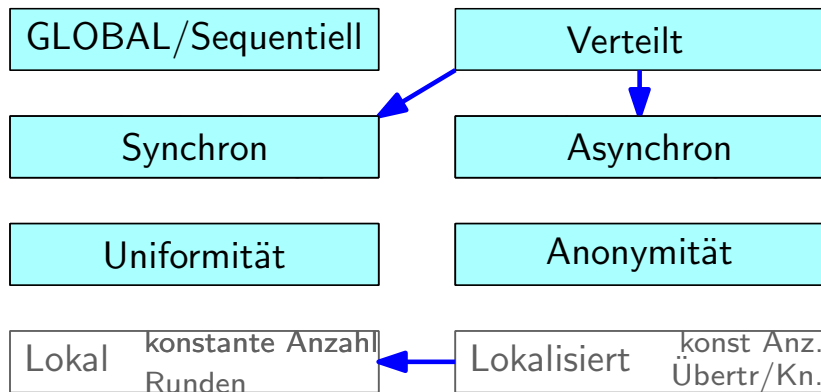 GLOBAL/Sequentiell
Verteilt
Synchron
Asynchron
Uniformität
Anonymität
Lokal
konstante Anzahl
Runden
Lokalisiert
konst Anz.
Übertr/Kn.